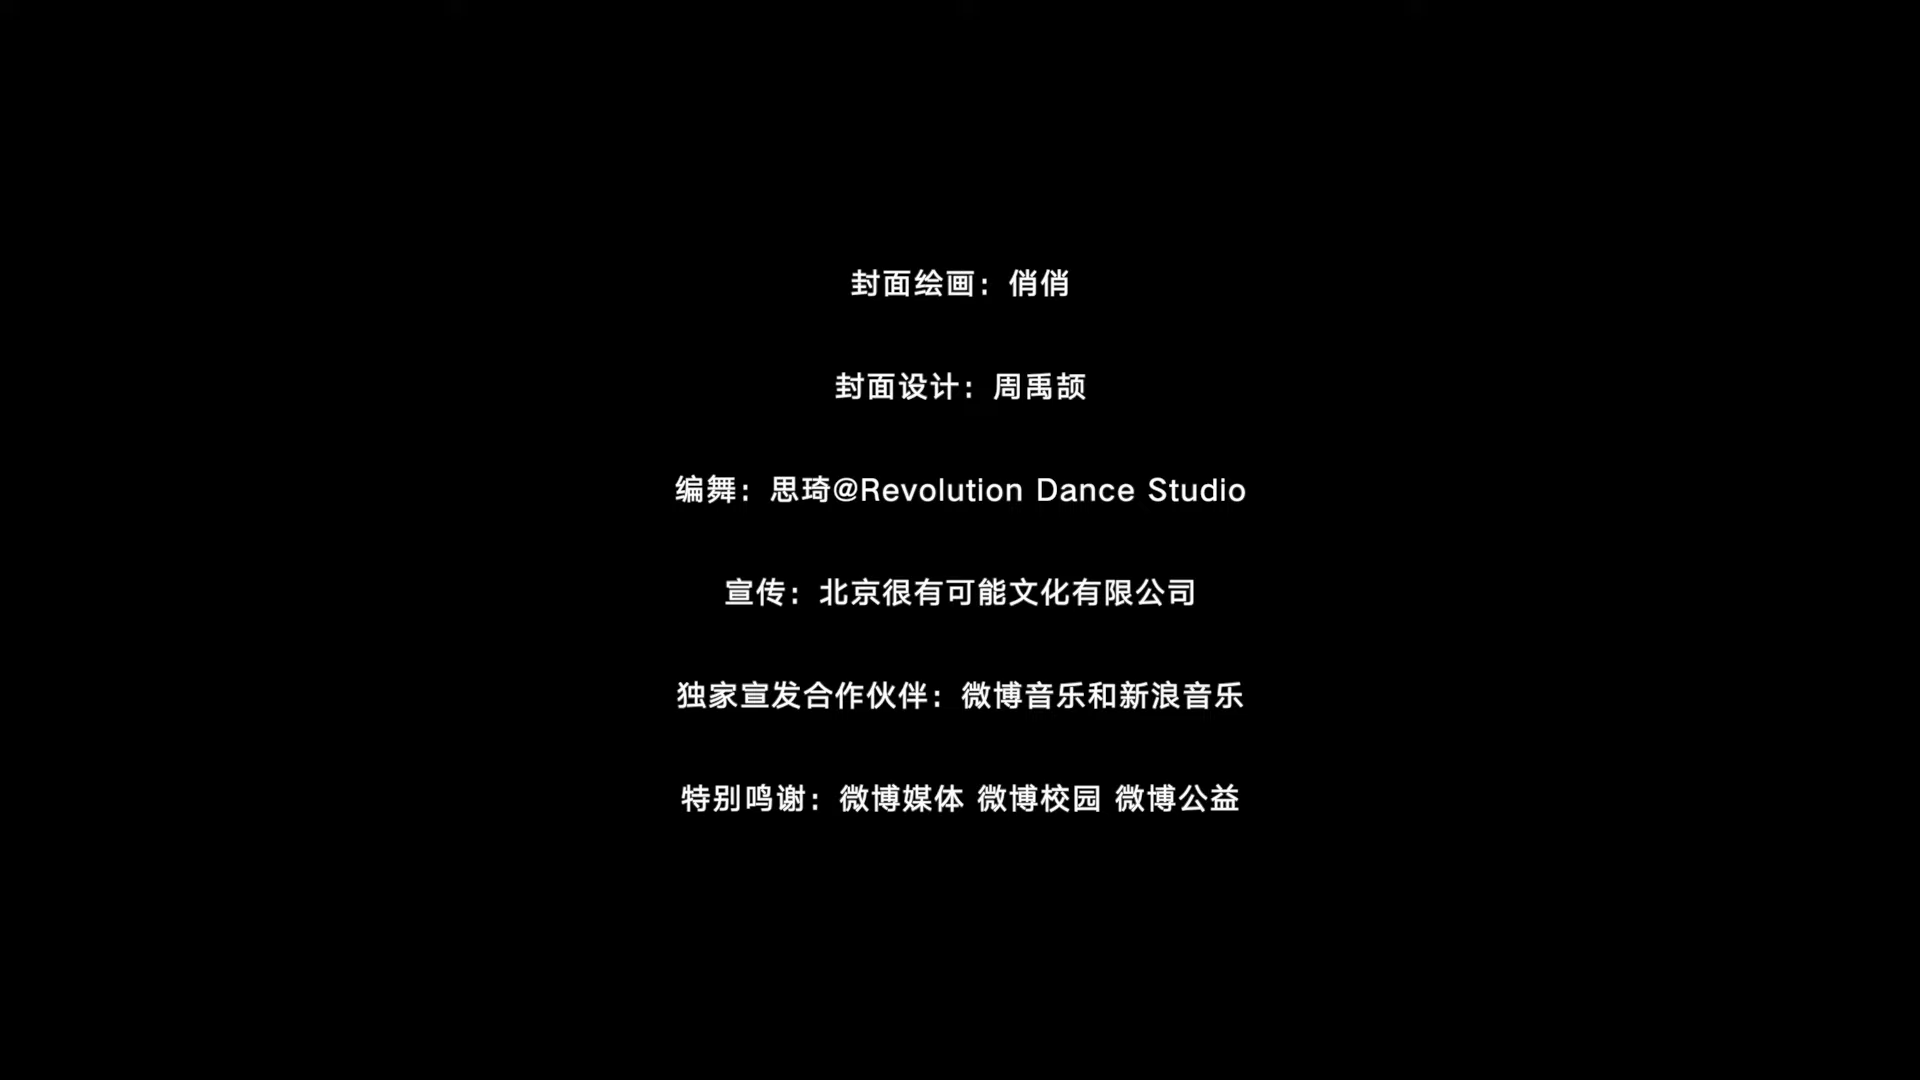 封面绘画：俏俏
封面设计：周禹颉
编舞：思琦@Revolution Dance Studio
宣传：北京很有可能文化有限公司
独家宣发合作伙伴：微博音乐和新浪音乐
特别鸣谢：微博媒体 微博校园 微博公益